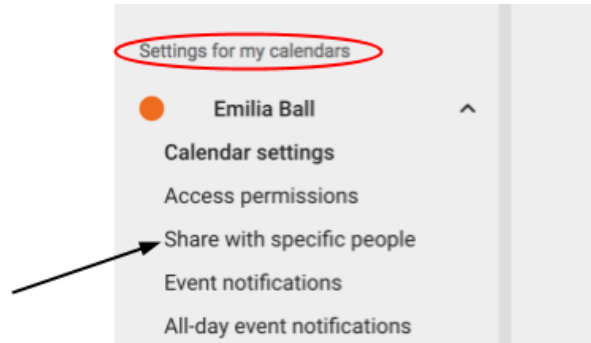 Settings for my calendars
Emilia Ball
Calendar settings
Access permissions
Share with specific people
Event notifications
All-day event notifications